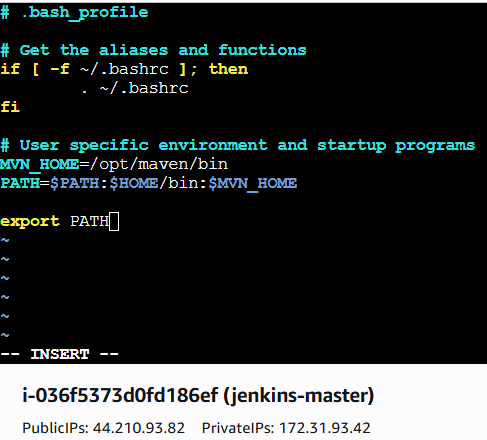 # .bash_profile
# Get the aliases and functions
if [ -f ~/.bashrc ]; then
        . ~/.bashrc
fi
# User specific environment and startup programs
MVN_HOME=/opt/maven/bin
PATH=$PATH:$HOME/bin:$MVN_HOME
export PATH
~
~
~
~
~
~
-- INSERT --
i-036f5373d0fd186ef (jenkins-master)
PublicIPs: 44.210.93.82    PrivateIPs: 172.31.93.42